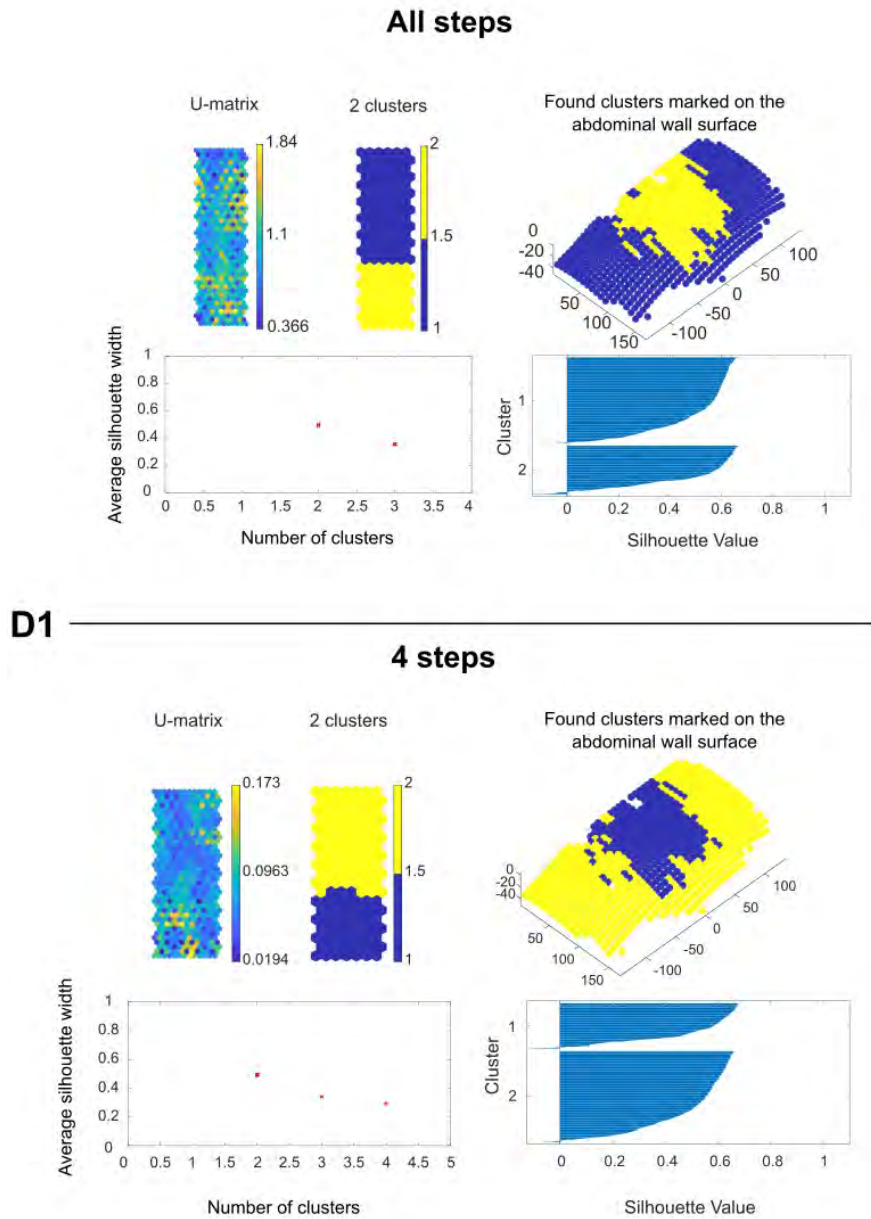 All steps
U-matrix
2 clusters
Found clusters marked on the
abdominal wall surface
1.84
1.1
0.366
2
1.5
1
0
-20
-40
50
100
150
-100
-50
0
50
100
Average silhouette width
1
0.8
0.6
0.4
0.2
0
0 0.5 1 1.5 2 2.5 3 3.5 4
Number of clusters
Cluster
1
2
0 0.2 0.4 0.6 0.8 1
Silhouette Value
D1
4 steps
U-matrix
2 clusters
Found clusters marked on the
abdominal wall surface
0.173
0.0963
0.0194
2
1.5
1
0
-20
-40
50
100
150
-100
-50
0
50
100
Average silhouette width
1
0.8
0.6
0.4
0.2
0
0 0.5 1 1.5 2 2.5 3 3.5 4 4.5 5
Number of clusters
Cluster
1
2
0 0.2 0.4 0.6 0.8 1
Silhouette Value